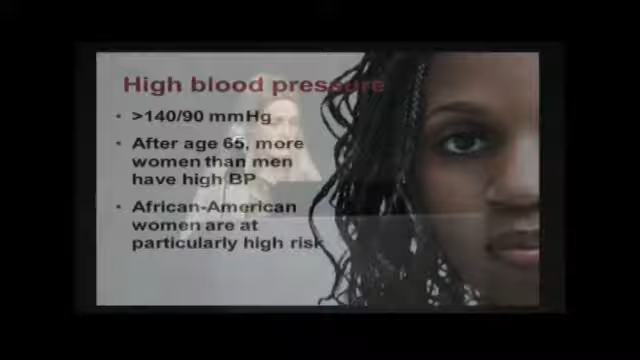 High blood pressure
• >140/90 mmHg
• After age 65, more
women than men
have high BP
• African-American
women are at
particularly high risk